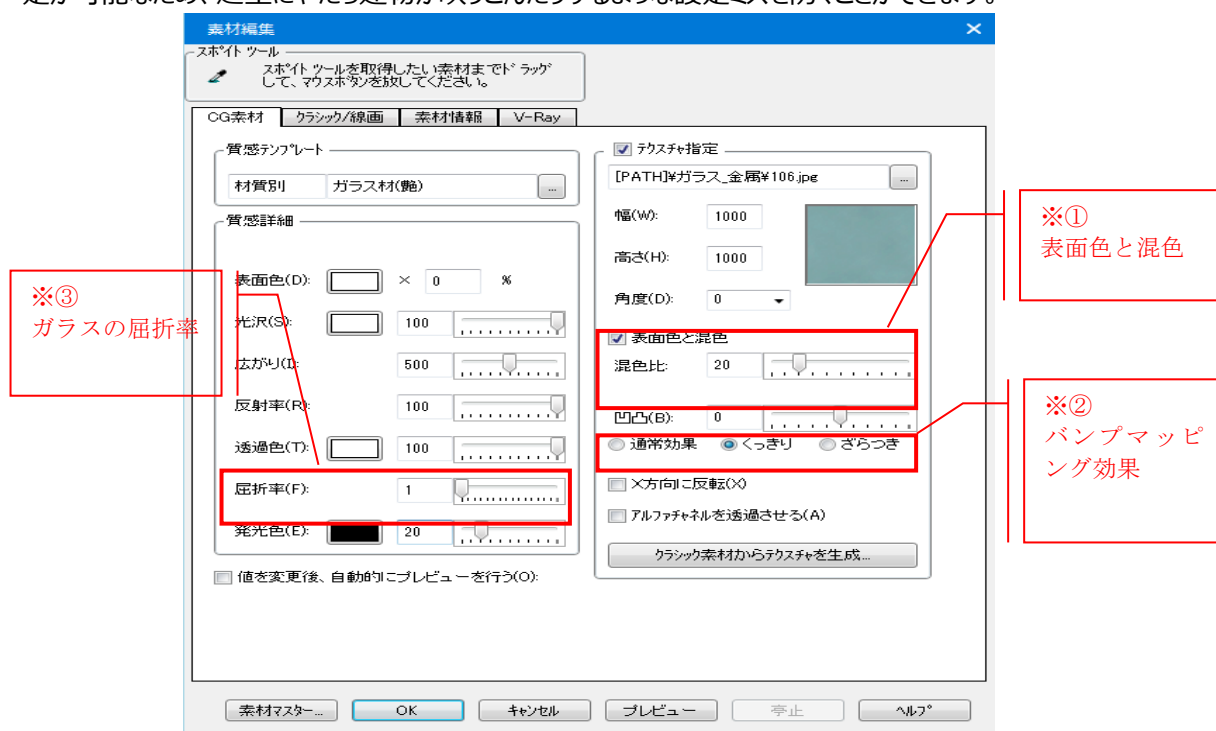 素材編集
スポイト ツール
スポイト ツールを取得したい素材までドラッグ
して、マウスボタンを放してください。
CG素材
クラシック/線画
素材情報
V-Ray
質感テンプレート
材質別
ガラス材(艶)
...
質感詳細
表面色(D):
×
0
%
光沢(S):
100
広がり(I):
500
反射率(R):
100
透過色(T):
100
屈折率(F):
1
発光色(E):
20
値を変更後、自動的にプレビューを行う(O):
テクスチャ指定
[PATH]¥ガラス_金属¥106.jpg
...
幅(W):
1000
高さ(H):
1000
角度(D):
0
表面色と混色
混色比:
20
凹凸(B):
0
通常効果
くっきり
ざらつき
X方向に反転(X)
アルファチャネルを透過させる(A)
クラシック素材からテクスチャを生成...
素材マスター...
OK
キャンセル
プレビュー
停止
ヘルプ
※①
表面色と混色
※②
バンプマッピ
ング効果
※③
ガラスの屈折率